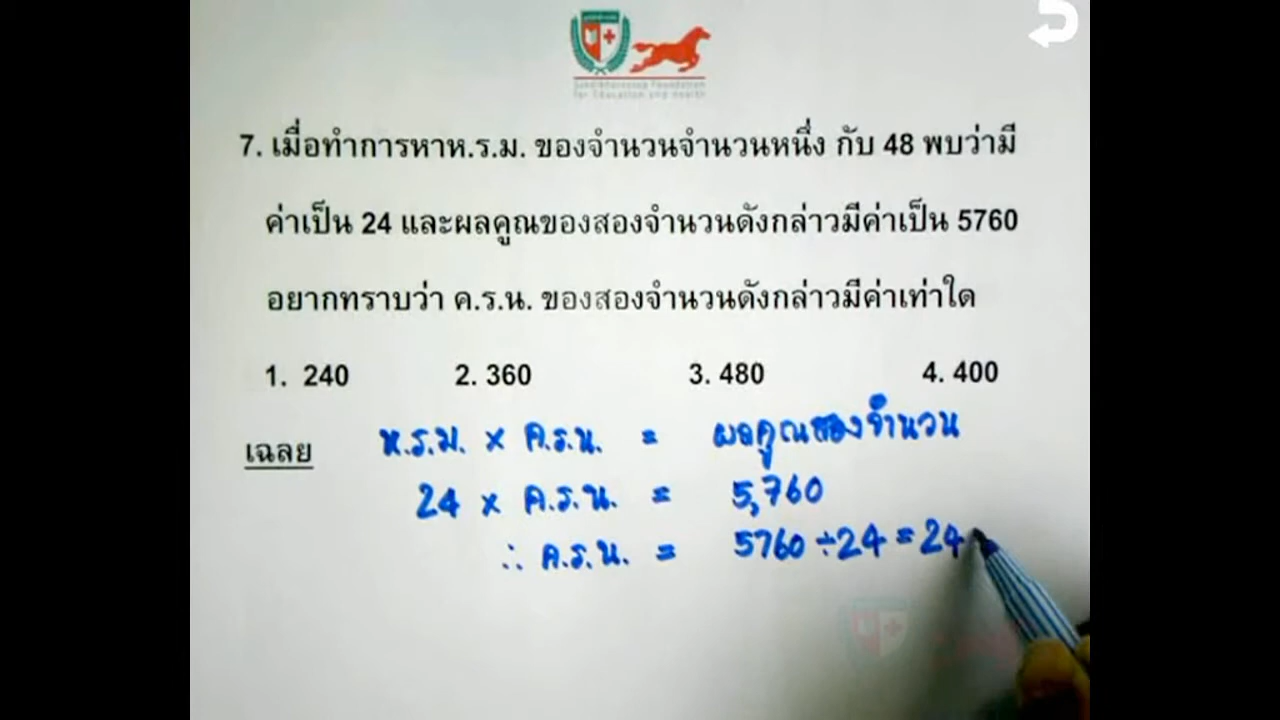 7. เมื่อทำการหาห.ร.ม. ของจำนวนจำนวนหนึ่ง กับ 48 พบว่ามี
ค่าเป็น 24 และผลคูณของสองจำนวนดังกล่าวมีค่าเป็น 5760
อยากทราบว่า ค.ร.น. ของสองจำนวนดังกล่าวมีค่าเท่าใด
1. 240 2. 360 3. 480 4. 400
เฉลย ห.ร.ม. × ค.ร.น. = ผลคูณของจำนวน
24 × ค.ร.น. = 5,760
∴ ค.ร.น. = 5760 ÷ 24 = 24